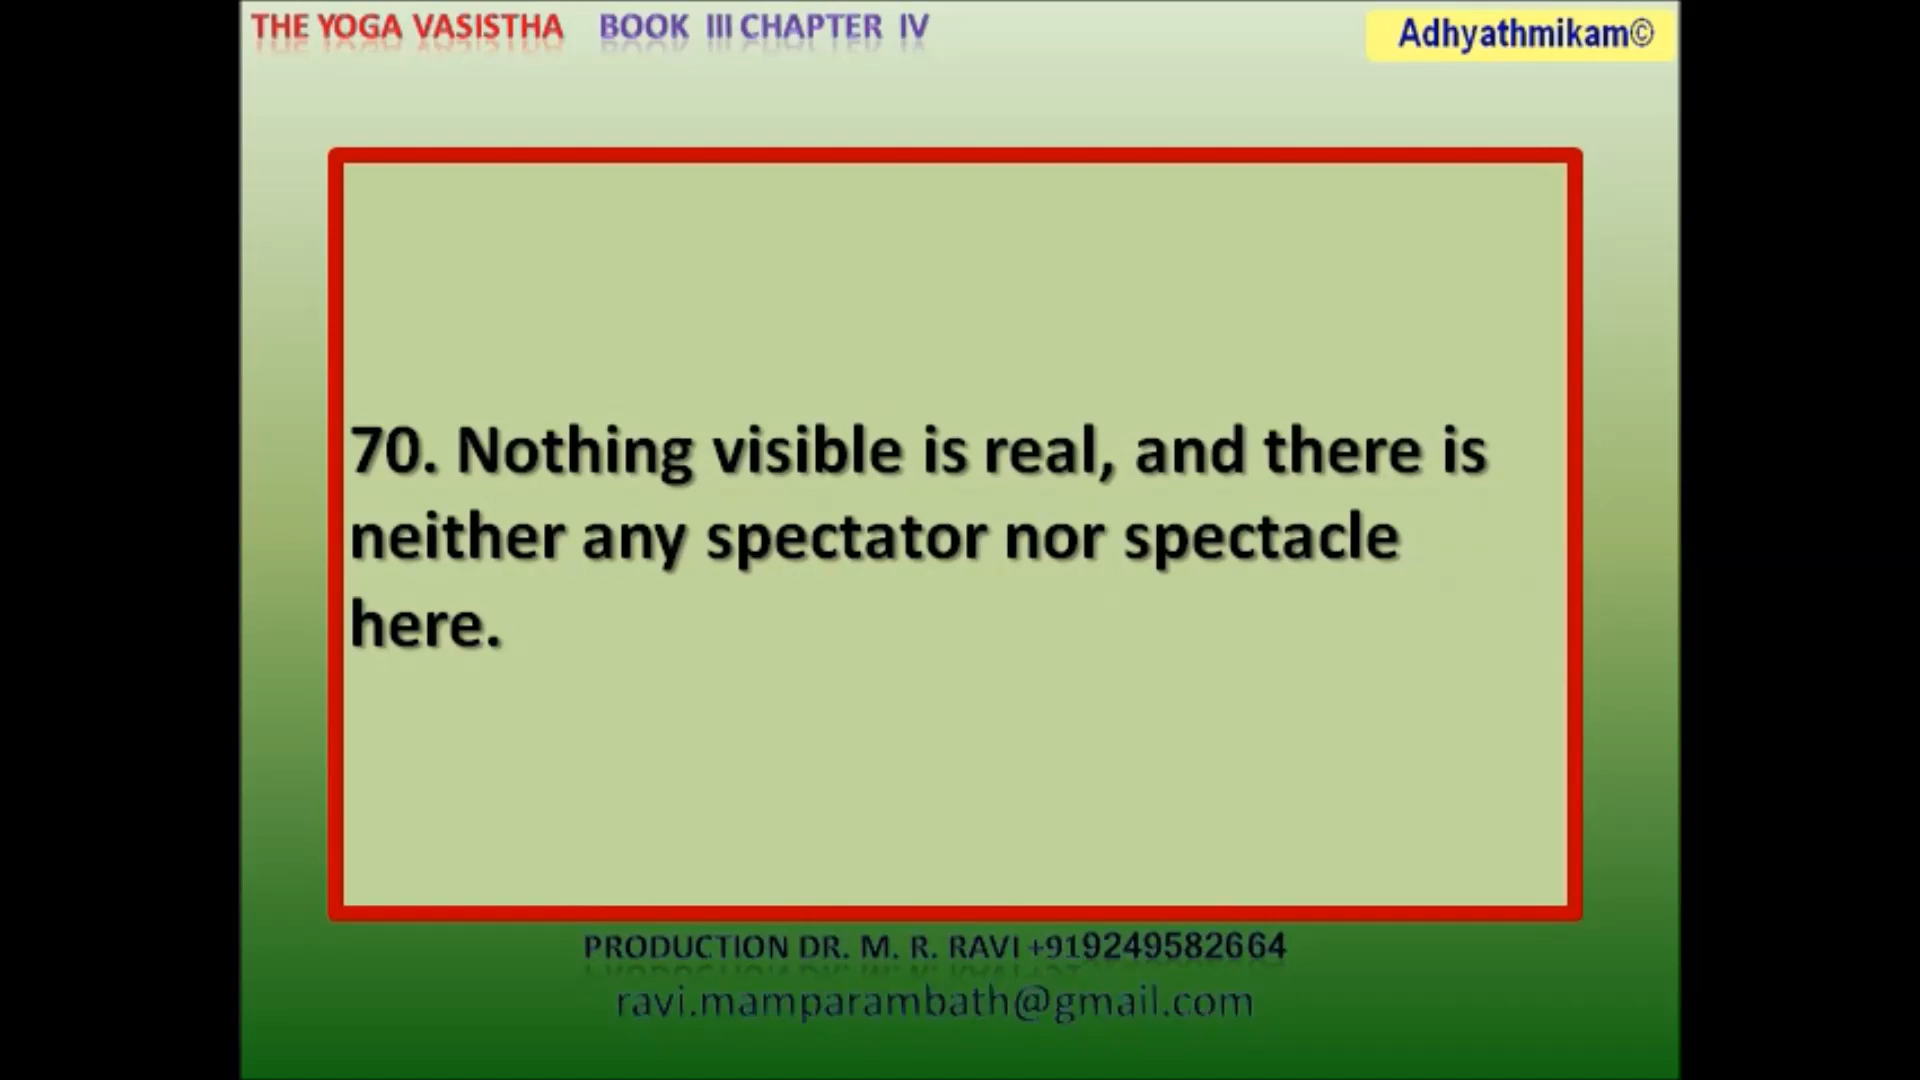 THE YOGA VASISTHA BOOK III CHAPTER IV
Adhyathmikam©
70. Nothing visible is real, and there is
neither any spectator nor spectacle
here.
PRODUCTION DR. M. R. RAVI +919249582664
ravi.mamparambath@gmail.com